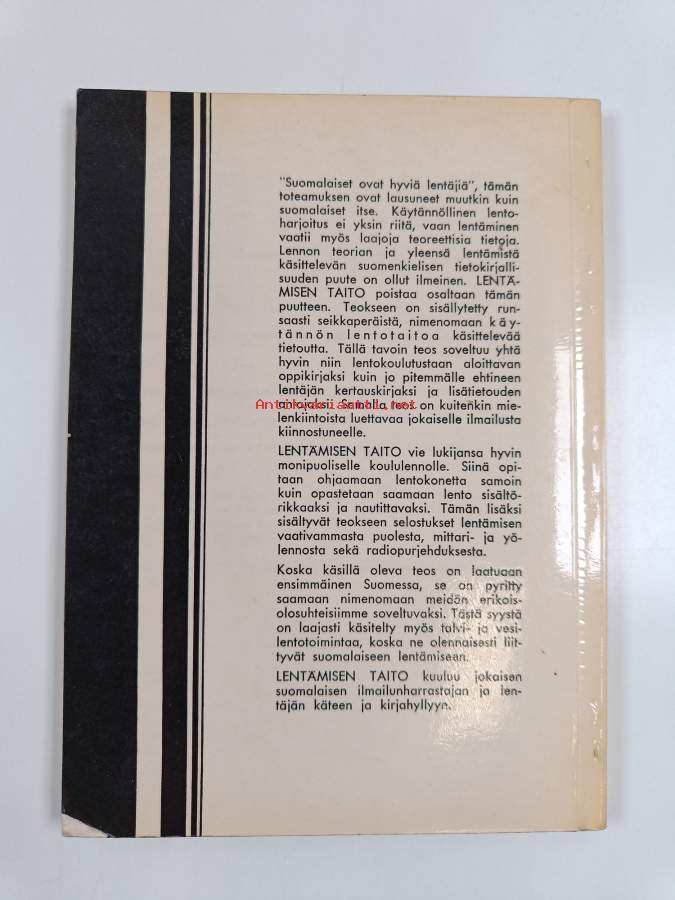 "Suomalaiset ovat hyviä lentäjiä", tämän
toteamuksen ovat lausuneet muutkin kuin
suomalaiset itse. Käytännöllinen lento-
harjoitus ei yksin riitä, vaan lentäminen
vaatii myös laajoja teoreettisia tietoja.
Lennon teorian ja yleensä lentämistä
käsittelevän suomenkielisen tietokirjalli-
suuden puute on ollut ilmeinen. LENTÄ-
MISEN TAITO poistaa osaltaan tämän
puutteen. Teokseen on sisällytetty run-
saasti seikkaperäistä, nimenomaan käy-
tännön lentotaitoa käsittelevää
tietoutta. Tällä tavoin teos soveltuu yhtä
hyvin niin lentokoulutustaan aloittavan
oppikirjaksi kuin jo pitemmälle ehtineen
lentäjän kertauskirjaksi ja lisätietouden
antajaksi. Samalla teos on kuitenkin mie-
Antikvariaatti.net
lenkiintoista luettavaa jokaiselle ilmailusta
kiinnostuneelle.
LENTÄMISEN TAITO vie lukijansa hyvin
monipuoliselle koululennolle. Siinä opi-
taan ohjaamaan lentokonetta samoin
kuin opastetaan saamaan lento sisältö-
rikkaaksi ja nautittavaksi. Tämän lisäksi
sisältyvät teokseen selostukset lentämisen
vaativammasta puolesta, mittari- ja yö-
lennosta sekä radiopurjehduksesta.
Koska käsillä oleva teos on laatuaan
ensimmäinen Suomessa, se on pyritty
saamaan nimenomaan meidän erikois-
olosuhteisiimme soveltuvaksi. Tästä syystä
on laajasti käsitelty myös talvi- ja vesi-
lentotoimintaa, koska ne olennaisesti liit-
tyvät suomalaiseen lentämiseen.
LENTÄMISEN TAITO kuuluu jokaisen
suomalaisen ilmailunharrastajan ja len-
täjän käteen ja kirjahyllyyn.